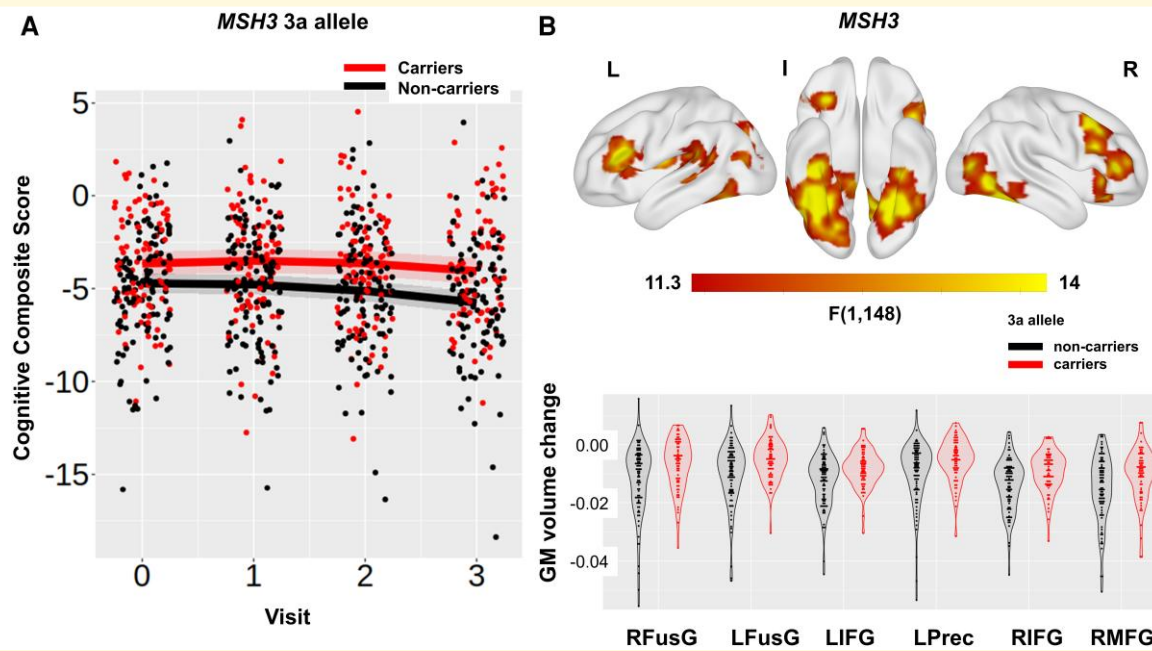 A
MSH3 3a allele
Carriers
Non-carriers
5
0
-5
-10
-15
Cognitive Composite Score
0 1 2 3
Visit
B
MSH3
L I R
11.3 14
F(1,148)
3a allele
non-carriers
carriers
0.00
-0.02
-0.04
GM volume change
RFusG LFusG LIFG LPrec RIFG RMFG